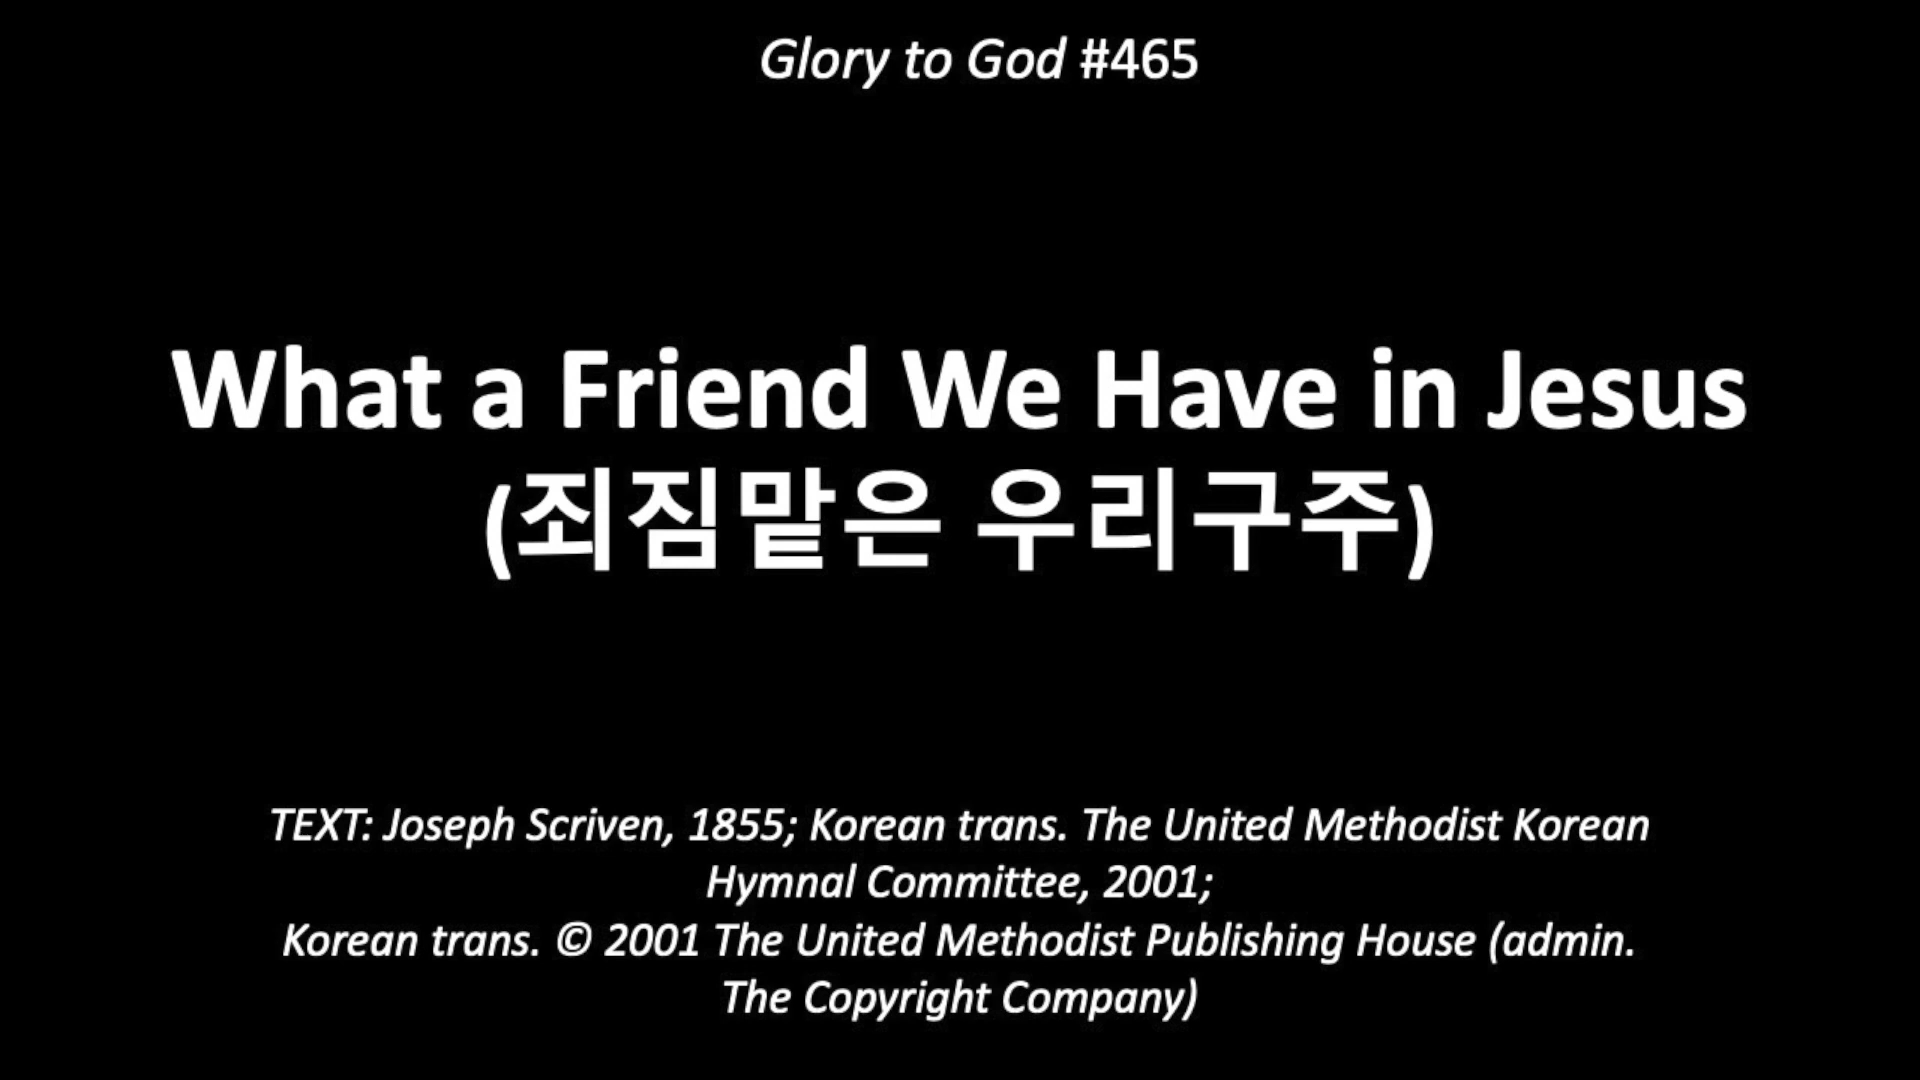 Glory to God #465
What a Friend We Have in Jesus
(죄짐맡은 우리구주)
TEXT: Joseph Scriven, 1855; Korean trans. The United Methodist Korean
Hymnal Committee, 2001;
Korean trans. © 2001 The United Methodist Publishing House (admin.
The Copyright Company)